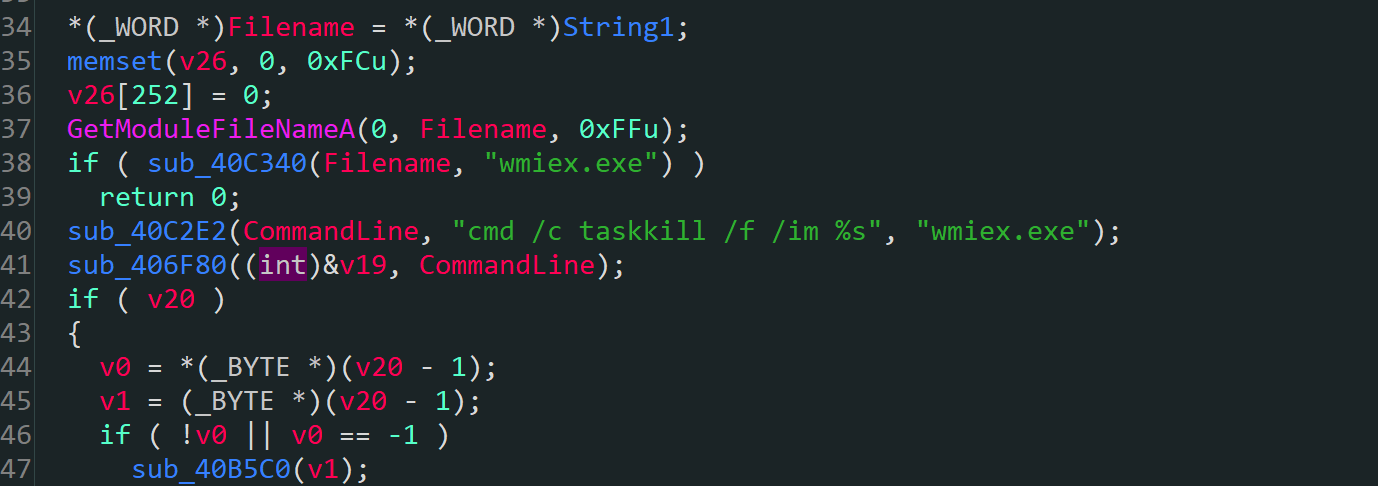 34 *(_WORD *)Filename = *(_WORD *)String1;
35 memset(v26, 0, 0xFCu);
36 v26[252] = 0;
37 GetModuleFileNameA(0, Filename, 0xFFu);
38 if ( sub_40C340(Filename, "wmiex.exe") )
39 return 0;
40 sub_40C2E2(CommandLine, "cmd /c taskkill /f /im %s", "wmiex.exe");
41 sub_406F80((int)&v19, CommandLine);
42 if ( v20 )
43 {
44 v0 = *(_BYTE *)(v20 - 1);
45 v1 = (_BYTE *)(v20 - 1);
46 if ( !v0 || v0 == -1 )
47 sub_40B5C0(v1);